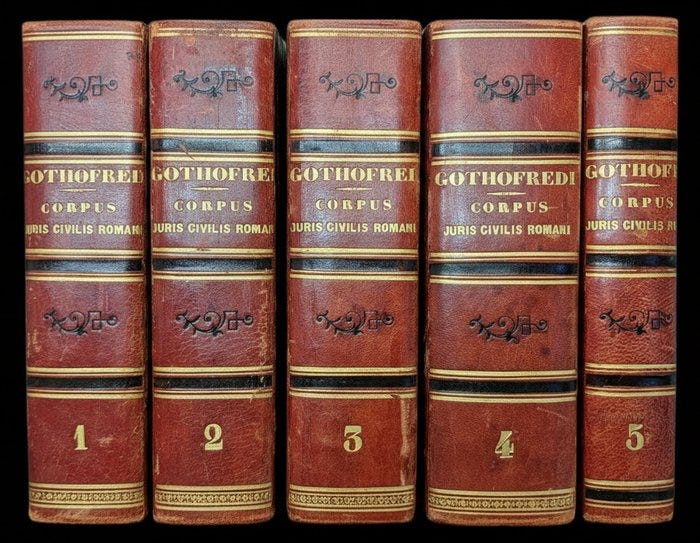 GOTHOFREDI
CORPUS
JURIS CIVILIS ROMANI
1
GOTHOFREDI
CORPUS
JURIS CIVILIS ROMANI
2
GOTHOFREDI
CORPUS
JURIS CIVILIS ROMANI
3
GOTHOFREDI
CORPUS
JURIS CIVILIS ROMANI
4
GOTHOFREDI
CORPUS
JURIS CIVILIS ROMANI
5